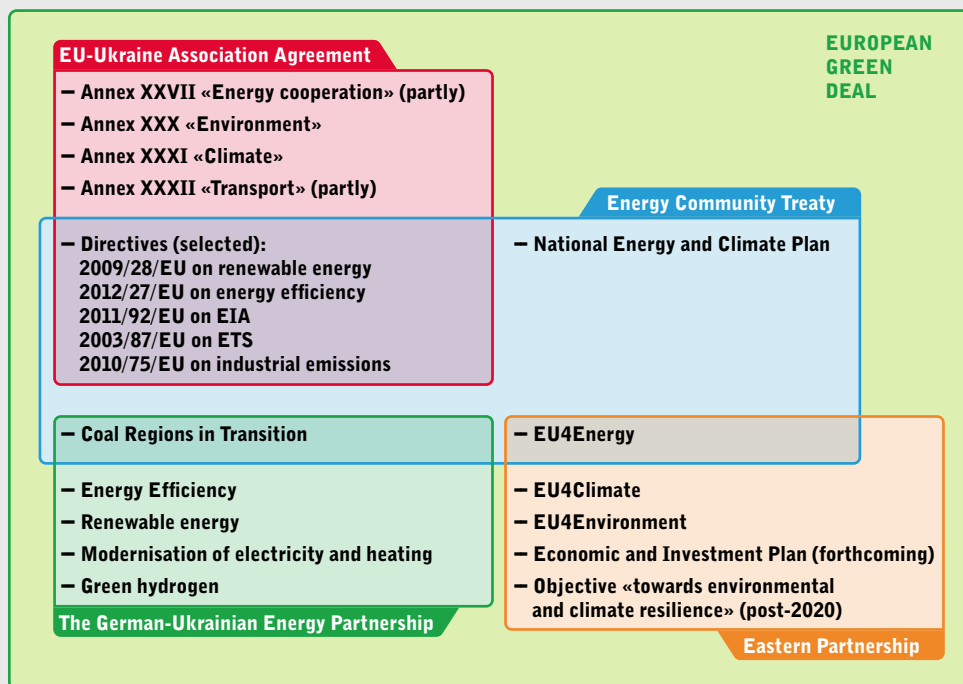 EUROPEAN
GREEN
DEAL
EU-Ukraine Association Agreement
– Annex XXVII «Energy cooperation» (partly)
– Annex XXX «Environment»
– Annex XXXI «Climate»
– Annex XXXII «Transport» (partly)
Energy Community Treaty
– Directives (selected):
2009/28/EU on renewable energy
2012/27/EU on energy efficiency
2011/92/EU on EIA
2003/87/EU on ETS
2010/75/EU on industrial emissions
– National Energy and Climate Plan
– Coal Regions in Transition
– Energy Efficiency
– Renewable energy
– Modernisation of electricity and heating
– Green hydrogen
The German-Ukrainian Energy Partnership
– EU4Energy
– EU4Climate
– EU4Environment
– Economic and Investment Plan (forthcoming)
– Objective «towards environmental
and climate resilience» (post-2020)
Eastern Partnership